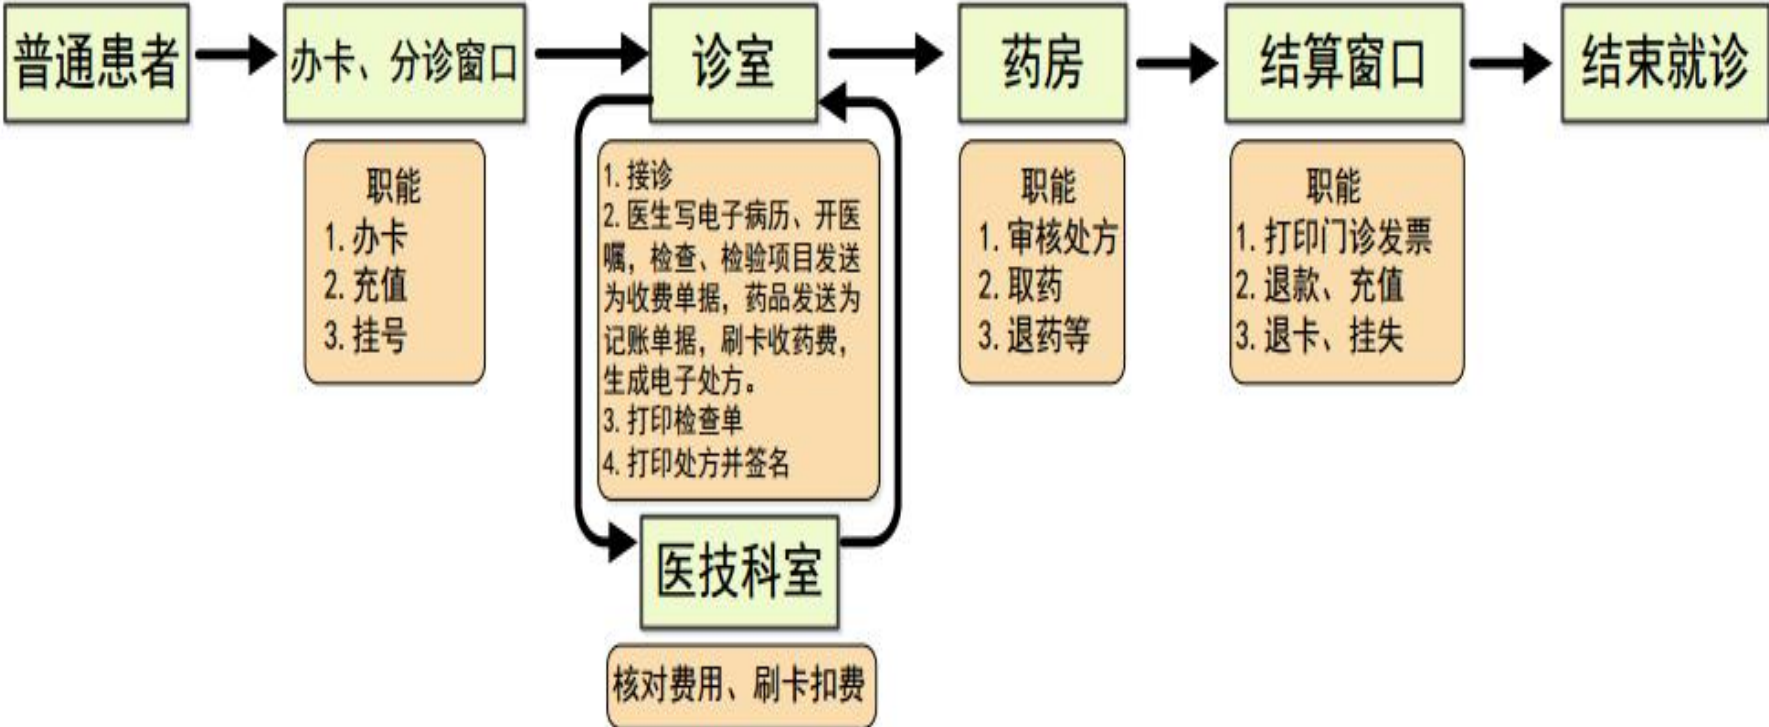 普通患者
办卡、分诊窗口
诊室
药房
结算窗口
结束就诊
职能
1. 办卡
2. 充值
3. 挂号
1. 接诊
2. 医生写电子病历、开医
嘱，检查、检验项目发送
为收费单据，药品发送为
记账单据，刷卡收药费，
生成电子处方。
3. 打印检查单
4. 打印处方并签名
医技科室
核对费用、刷卡扣费
职能
1. 审核处方
2. 取药
3. 退药等
职能
1. 打印门诊发票
2. 退款、充值
3. 退卡、挂失